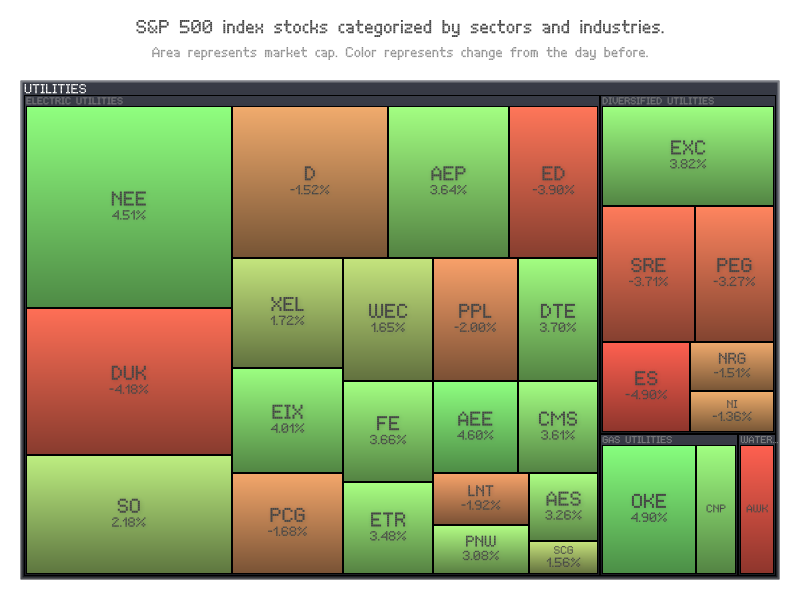 S&P 500 index stocks categorized by sectors and industries.
Area represents market cap. Color represents change from the day before.
UTILITIES
ELECTRIC UTILITIES
NEE
4.51%
DUK
-4.18%
SO
2.18%
D
-1.52%
AEP
3.64%
ED
-3.90%
XEL
1.72%
WEC
1.65%
PPL
-2.00%
DTE
3.70%
EIX
4.01%
FE
3.66%
AEE
4.60%
CMS
3.61%
PCG
-1.68%
ETR
3.48%
LNT
-1.92%
AES
3.26%
PNW
3.08%
SCG
1.56%
DIVERSIFIED UTILITIES
EXC
3.82%
SRE
-3.71%
PEG
-3.27%
ES
-4.90%
NRG
-1.51%
NI
-1.36%
GAS UTILITIES
OKE
4.90%
CNP
WATER...
AWK